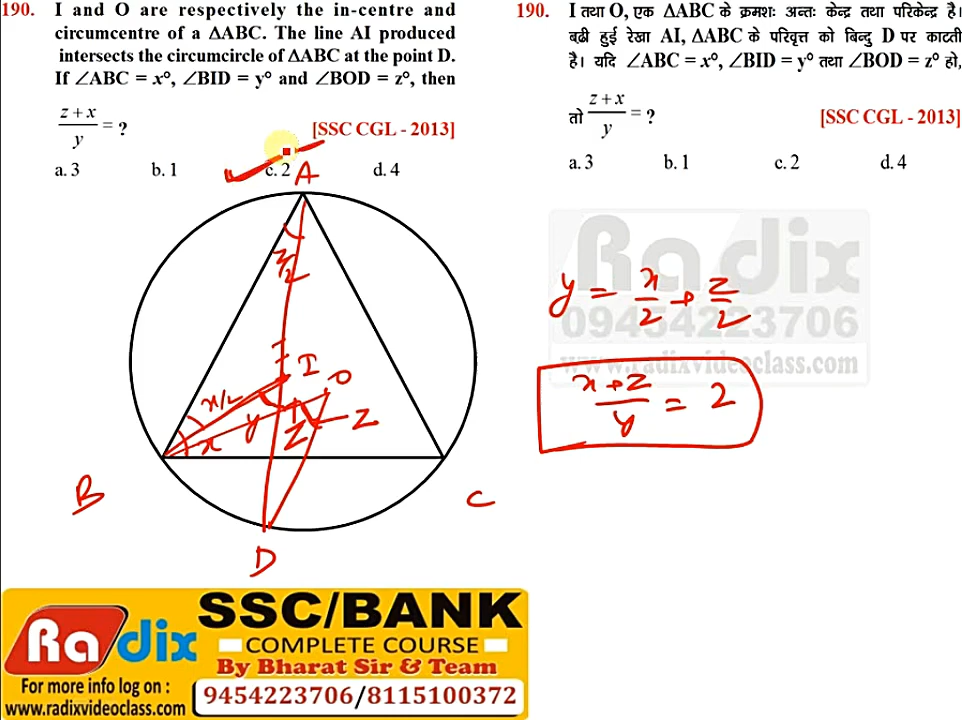 190. I and O are respectively the in-centre and
circumcentre of a ΔABC. The line AI produced
intersects the circumcircle of ΔABC at the point D.
If ∠ABC = x°, ∠BID = y° and ∠BOD = z°, then
z + x
/ y = ?
[SSC CGL - 2013]
a. 3 b. 1 c. 2 d. 4
190. I तथा O, एक ΔABC के क्रमशः अन्तः केन्द्र तथा परिकेन्द्र है।
बढ़ी हुई रेखा AI, ΔABC के परिवृत्त को बिन्दु D पर काटती
है। यदि ∠ABC = x°, ∠BID = y° तथा ∠BOD = z° हो,
तो z + x
/ y = ?
[SSC CGL - 2013]
a. 3 b. 1 c. 2 d. 4
A
z/2
I
O
x/2
y
x
Z
Z
B
C
D
y = x/2 + z/2
x + z
/ y = 2
Radix
09454223706
www.radixvideoclass.com
Radix
For more info log on :
www.radixvideoclass.com
SSC/BANK
COMPLETE COURSE
By Bharat Sir & Team
9454223706/8115100372